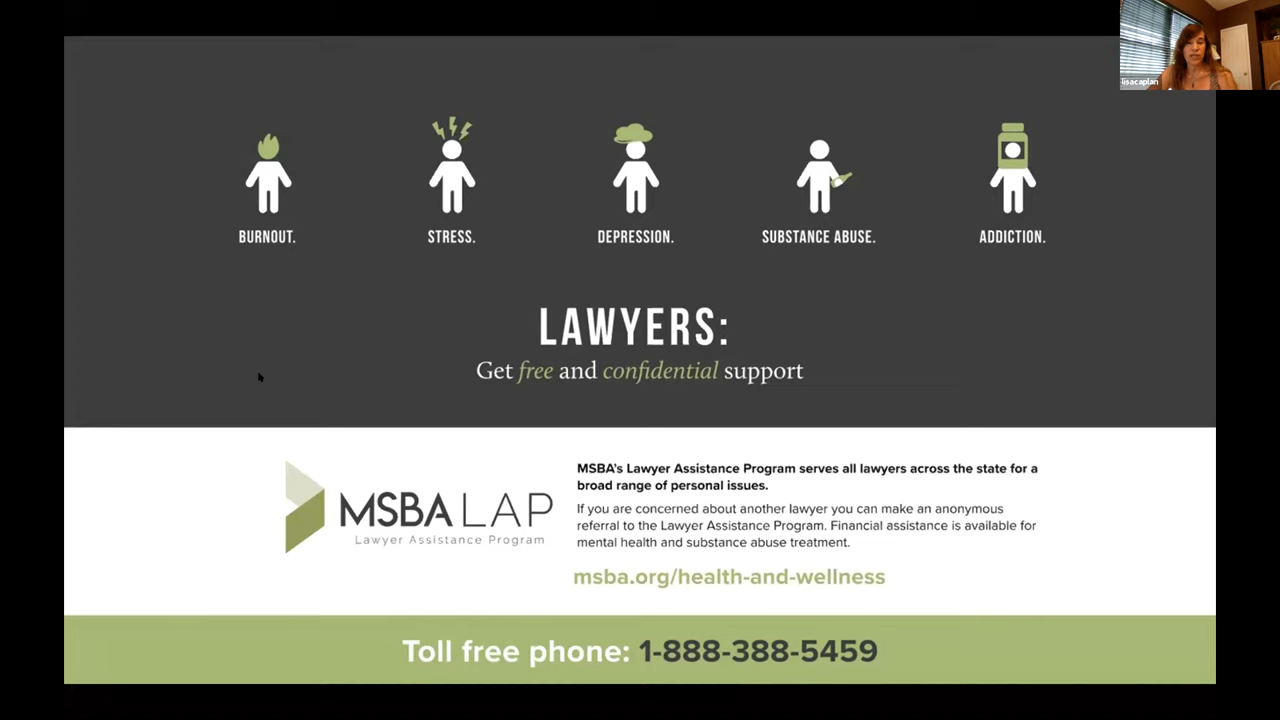 lisacaplan
BURNOUT. STRESS. DEPRESSION. SUBSTANCE ABUSE. ADDICTION.
LAWYERS:
Get free and confidential support
MSBA LAP
Lawyer Assistance Program
MSBA's Lawyer Assistance Program serves all lawyers across the state for a
broad range of personal issues.
If you are concerned about another lawyer you can make an anonymous
referral to the Lawyer Assistance Program. Financial assistance is available for
mental health and substance abuse treatment.
msba.org/health-and-wellness
Toll free phone: 1-888-388-5459